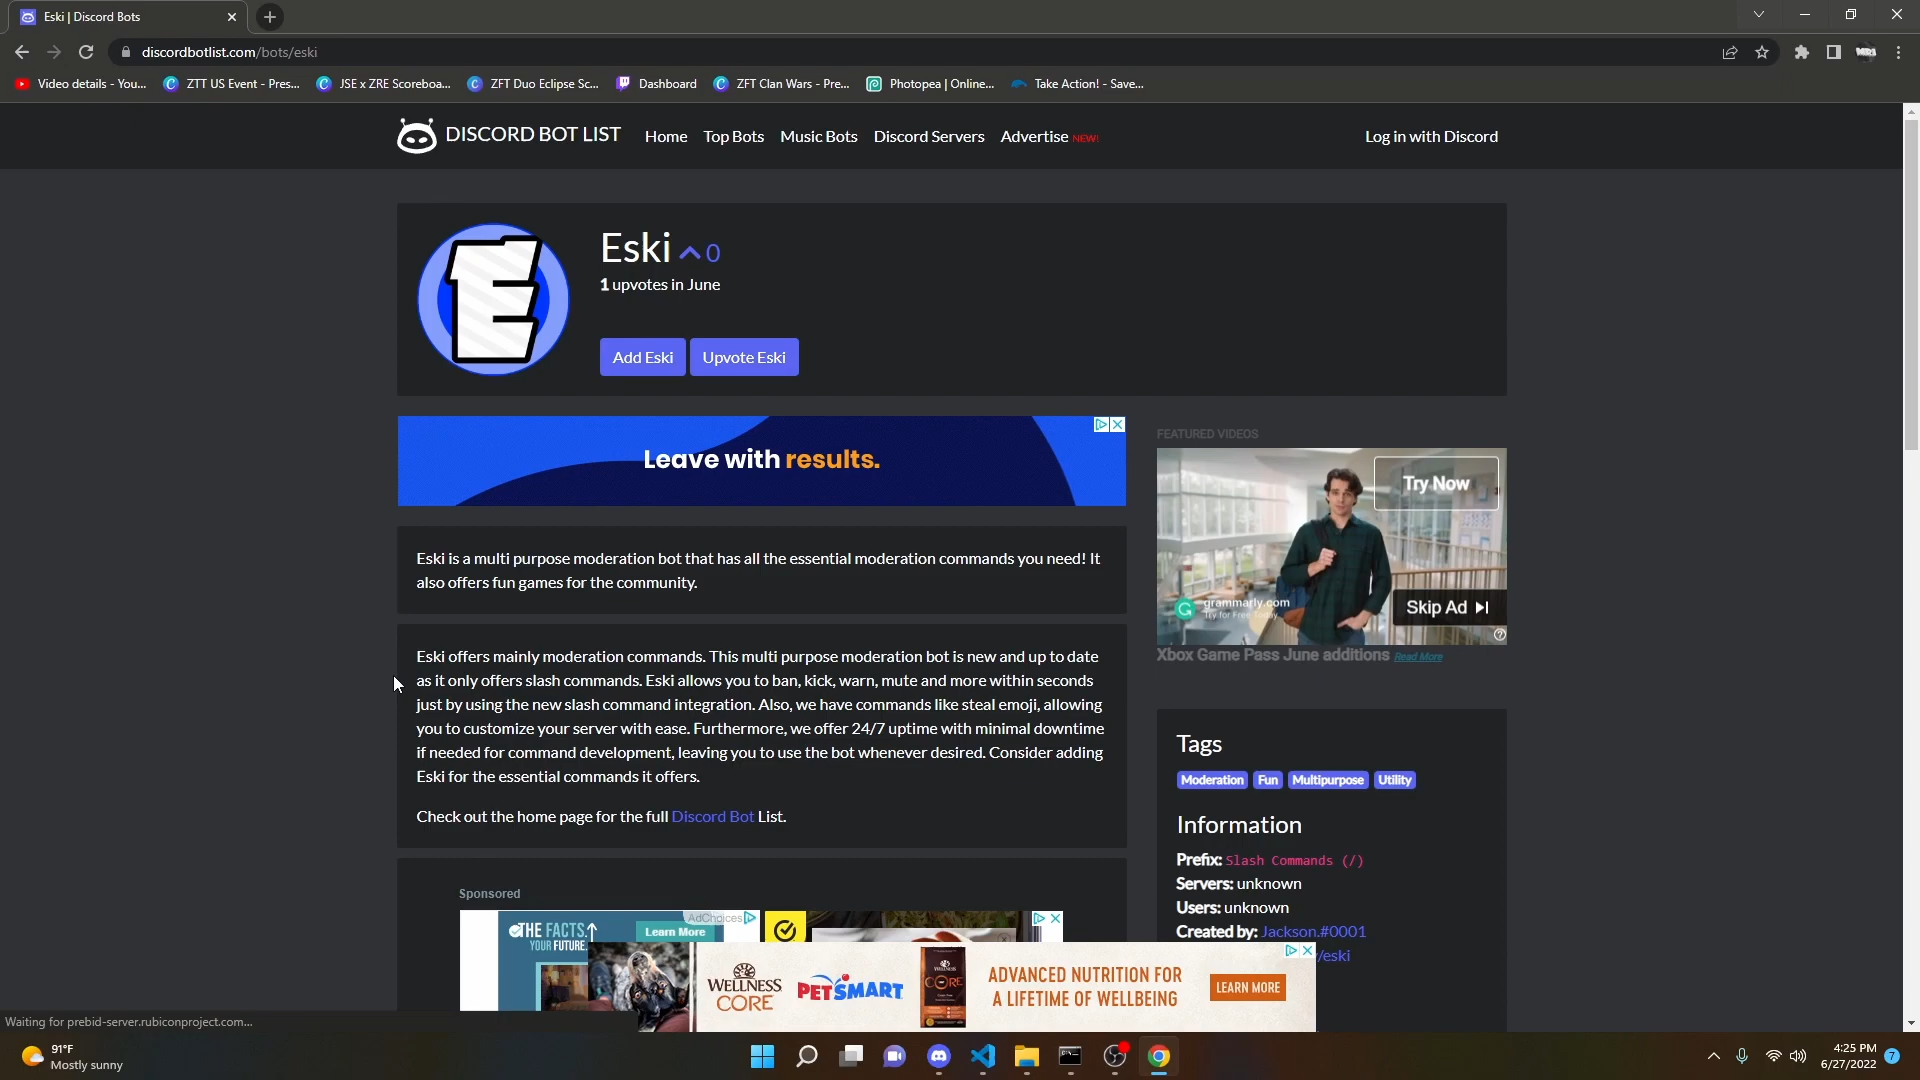 Eski | Discord Bots
discordbotlist.com/bots/eski
Video details - You...
ZTT US Event - Pres...
JSE x ZRE Scoreboa...
ZFT Duo Eclipse Sc...
Dashboard
ZFT Clan Wars - Pre...
Photopea | Online...
Take Action! - Save...
DISCORD BOT LIST
Home
Top Bots
Music Bots
Discord Servers
Advertise NEW!
Log in with Discord
Eski 0
1 upvotes in June
Add Eski
Upvote Eski
Leave with results.
FEATURED VIDEOS
Try Now
grammarly.com
Try for Free Today
Skip Ad
Xbox Game Pass June additions Read More
Eski is a multi purpose moderation bot that has all the essential moderation commands you need! It
also offers fun games for the community.
Eski offers mainly moderation commands. This multi purpose moderation bot is new and up to date
as it only offers slash commands. Eski allows you to ban, kick, warn, mute and more within seconds
just by using the new slash command integration. Also, we have commands like steal emoji, allowing
you to customize your server with ease. Furthermore, we offer 24/7 uptime with minimal downtime
if needed for command development, leaving you to use the bot whenever desired. Consider adding
Eski for the essential commands it offers.
Check out the home page for the full Discord Bot List.
Tags
Moderation
Fun
Multipurpose
Utility
Information
Prefix: Slash Commands (/)
Servers: unknown
Users: unknown
Created by: Jackson.#0001
/eski
Sponsored
THE FACTS.
YOUR FUTURE.
AdChoices
Learn More
WELLNESS
CORE
PETSMART
WELLNESS
CORE
ADVANCED NUTRITION FOR
A LIFETIME OF WELLBEING
LEARN MORE
Waiting for prebid-server.rubiconproject.com...
91°F
Mostly sunny
4:25 PM
6/27/2022
7